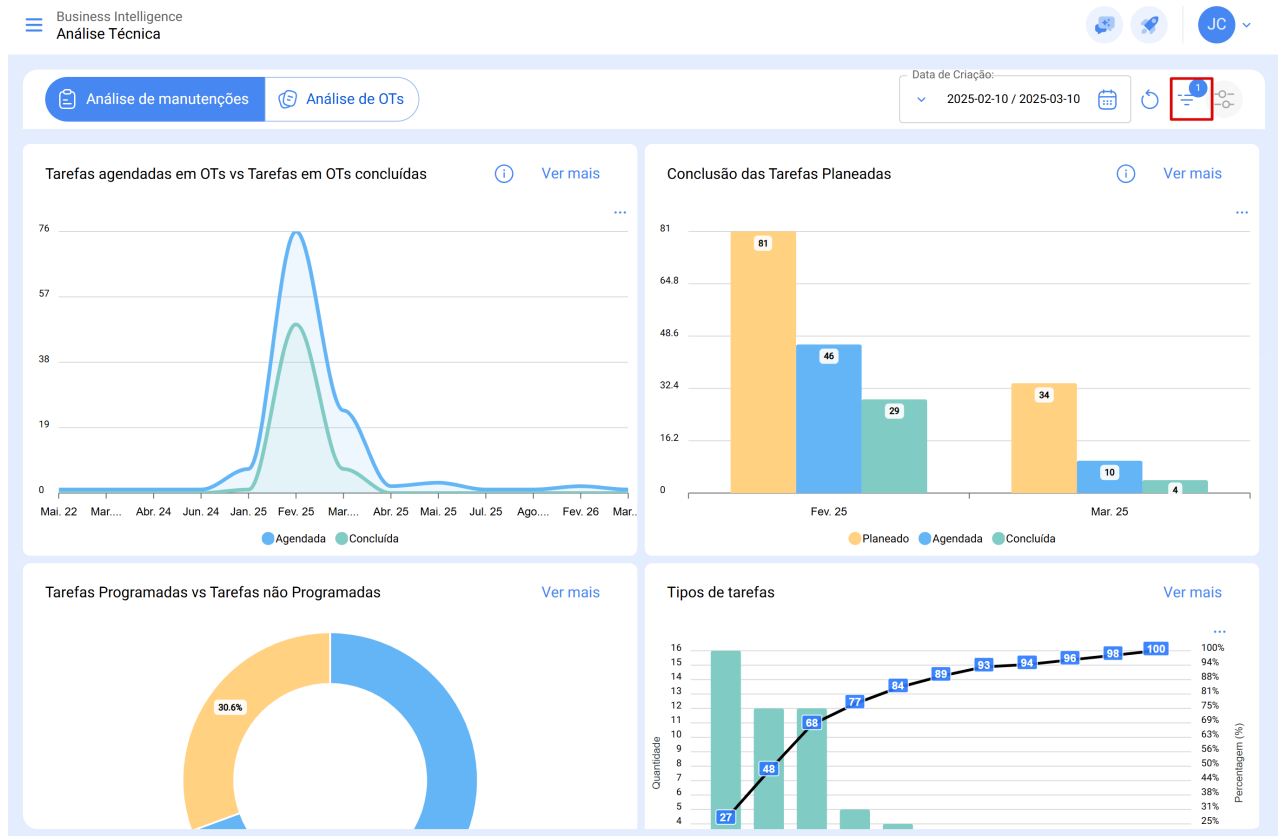 Business Intelligence
Análise Técnica
JC
Análise de manutenções
Análise de OTs
Data de Criação:
2025-02-10 / 2025-03-10
1
Tarefas agendadas em OTs vs Tarefas em OTs concluídas
Ver mais
76
57
38
19
0
Mai. 22 Mar.... Abr. 24 Jun. 24 Jan. 25 Fev. 25 Mar.... Abr. 25 Mai. 25 Jul. 25 Ago.... Fev. 26 Mar..
Agendada Concluída
Conclusão das Tarefas Planeadas
Ver mais
81
64.8
48.6
32.4
16.2
0
81
46
29
34
10
4
Fev. 25 Mar. 25
Planeado Agendada Concluída
Tarefas Programadas vs Tarefas não Programadas
Ver mais
30.6%
Tipos de tarefas
Ver mais
Quantidade
16
15
14
13
12
11
10
9
8
7
6
5
4
27
48
68
77
84
89
93
94
96
98
100
100%
94%
88%
81%
75%
69%
63%
56%
50%
44%
38%
31%
25%
Percentagem (%)